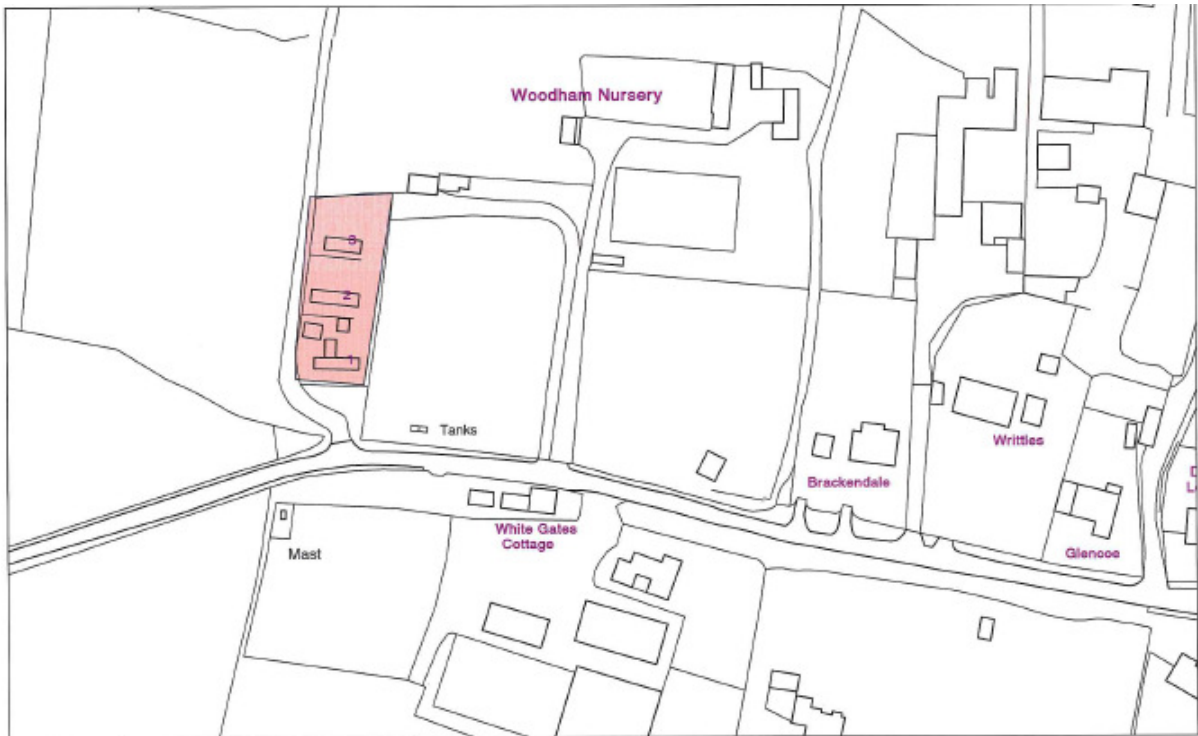 Woodham Nursery
3
2
1
Tanks
Writtles
Brackendale
White Gates
Cottage
Mast
Glencoe